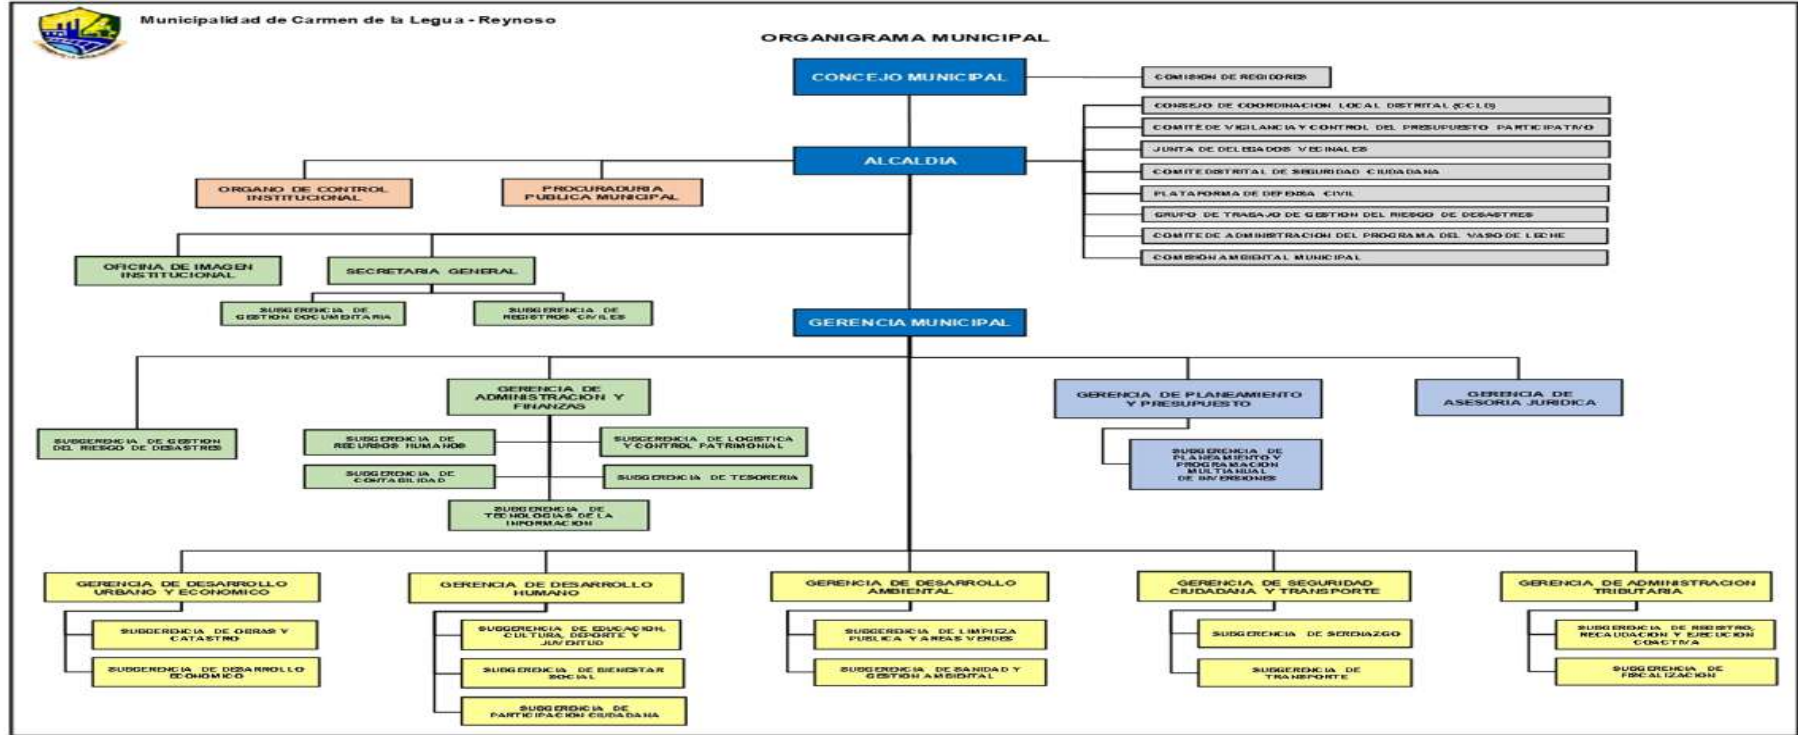 Municipalidad de Carmen de la Legua - Reynoso
ORGANIGRAMA MUNICIPAL
CONCEJO MUNICIPAL
COMISION DE REGIDORES
CONSEJO DE COORDINACION LOCAL DISTRITAL (CCLD)
COMITÉ DE VIGILANCIA Y CONTROL DEL PRESUPUESTO PARTICIPATIVO
ALCALDIA
JUNTA DE DELEGADOS VECINALES
COMITE DISTRITAL DE SEGURIDAD CIUDADANA
PLATAFORMA DE DEFENSA CIVIL
GRUPO DE TRABAJO DE GESTION DEL RIESGO DE DESASTRES
COMITE DE ADMINISTRACION DEL PROGRAMA DEL VASO DE LECHE
COMISION AMBIENTAL MUNICIPAL
ORGANO DE CONTROL
INSTITUCIONAL
PROCURADURIA
PUBLICA MUNICIPAL
OFICINA DE IMAGEN
INSTITUCIONAL
SECRETARIA GENERAL
SUBGERENCIA DE
GESTION DOCUMENTARIA
SUBGERENCIA DE
REGISTROS CIVILES
GERENCIA MUNICIPAL
GERENCIA DE
ADMINISTRACION Y
FINANZAS
GERENCIA DE PLANEAMIENTO
Y PRESUPUESTO
GERENCIA DE
ASESORIA JURIDICA
SUBGERENCIA DE GESTION
DEL RIESGO DE DESASTRES
SUBGERENCIA DE
RECURSOS HUMANOS
SUBGERENCIA DE LOGISTICA
Y CONTROL PATRIMONIAL
SUBGERENCIA DE
PLANEAMIENTO Y
PROGRAMACION
MULTIANUAL
DE INVERSIONES
SUBGERENCIA DE
CONTABILIDAD
SUBGERENCIA DE TESORERIA
SUBGERENCIA DE
TECNOLOGIAS DE LA
INFORMACION
GERENCIA DE DESARROLLO
URBANO Y ECONOMICO
GERENCIA DE DESARROLLO
HUMANO
GERENCIA DE DESARROLLO
AMBIENTAL
GERENCIA DE SEGURIDAD
CIUDADANA Y TRANSPORTE
GERENCIA DE ADMINISTRACION
TRIBUTARIA
SUBGERENCIA DE OBRAS Y
CATASTRO
SUBGERENCIA DE EDUCACION,
CULTURA, DEPORTE Y
JUVENTUD
SUBGERENCIA DE LIMPIEZA
PUBLICA Y AREAS VERDES
SUBGERENCIA DE SERENAZGO
SUBGERENCIA DE REGISTRO,
RECAUDACION Y EJECUCION
COACTIVA
SUBGERENCIA DE DESARROLLO
ECONOMICO
SUBGERENCIA DE BIENESTAR
SOCIAL
SUBGERENCIA DE SANIDAD Y
GESTION AMBIENTAL
SUBGERENCIA DE
TRANSPORTE
SUBGERENCIA DE
FISCALIZACION
SUBGERENCIA DE
PARTICIPACION CIUDADANA